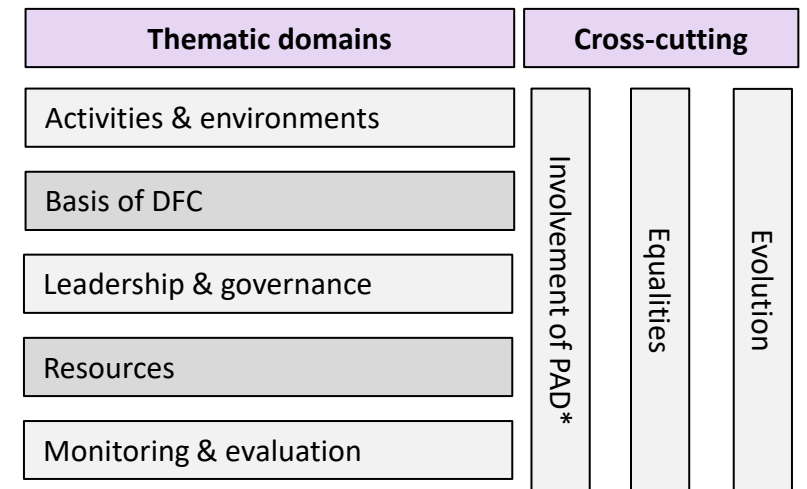 Thematic domains
Cross-cutting
Activities & environments
Basis of DFC
Leadership & governance
Resources
Monitoring & evaluation
Involvement of PAD*
Equalities
Evolution